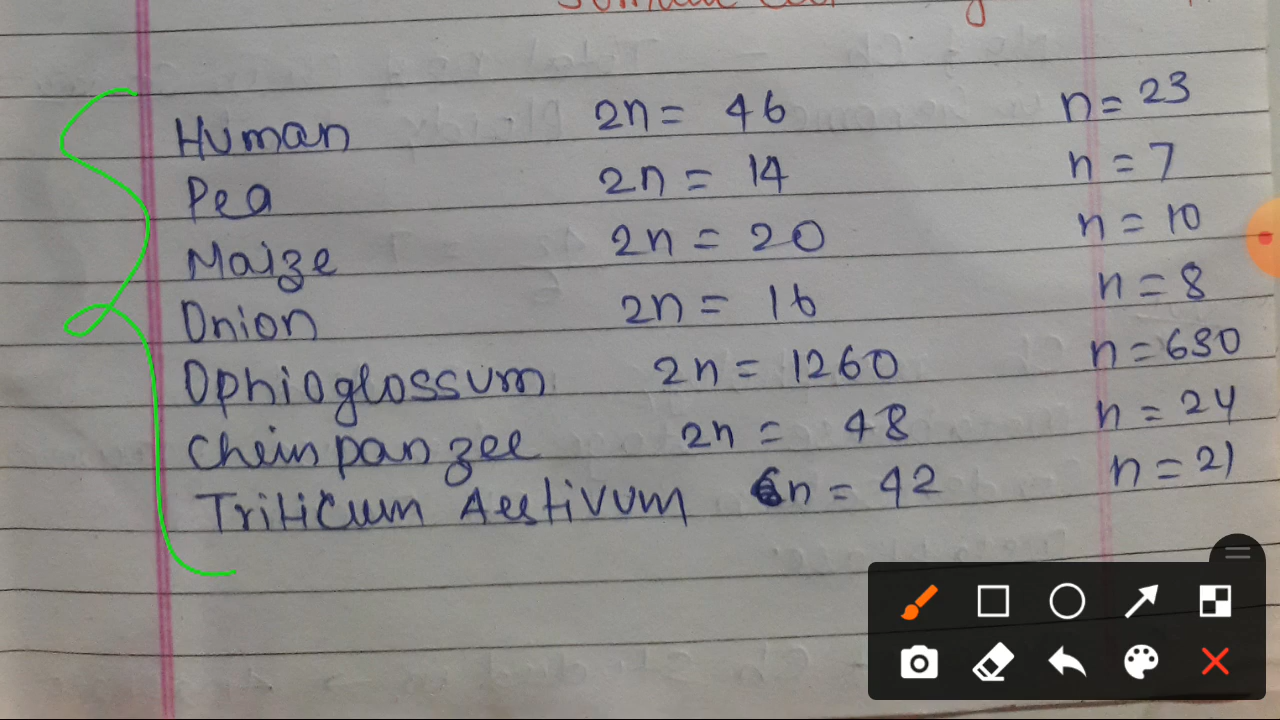 Human 2n = 46 n = 23
Pea 2n = 14 n = 7
Maize 2n = 20 n = 10
Onion 2n = 16 n = 8
Ophioglossum 2n = 1260 n = 630
Cheinpanzee 2n = 48 n = 24
Triticum Aestivum 6n = 42 n = 21